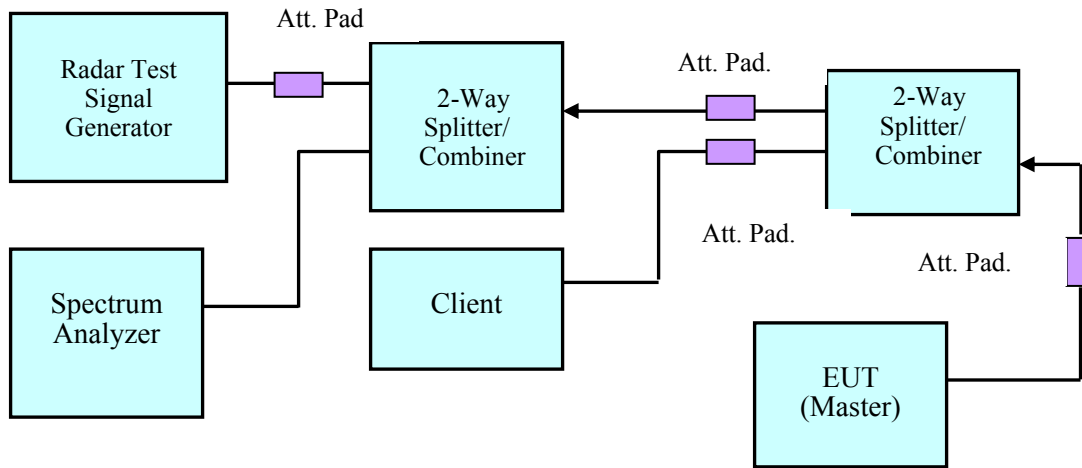 Att. Pad
Radar Test
Signal
Generator
2-Way
Splitter/
Combiner
Att. Pad.
2-Way
Splitter/
Combiner
Att. Pad.
Att. Pad.
Spectrum
Analyzer
Client
EUT
(Master)